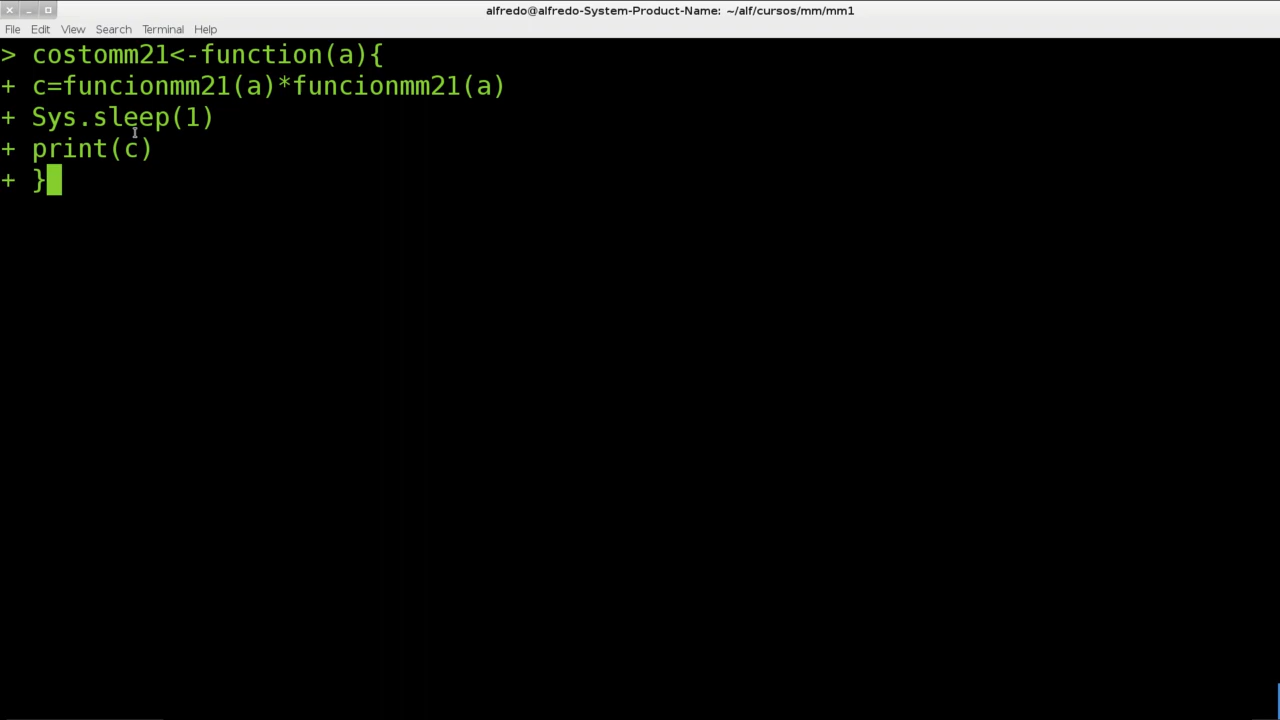 alfredo@alfredo-System-Product-Name: ~/alf/cursos/mm/mm1
File Edit View Search Terminal Help
> costomm21<-function(a){
+ c=funcionmm21(a)*funcionmm21(a)
+ Sys.sleep(1)
+ print(c)
+ }